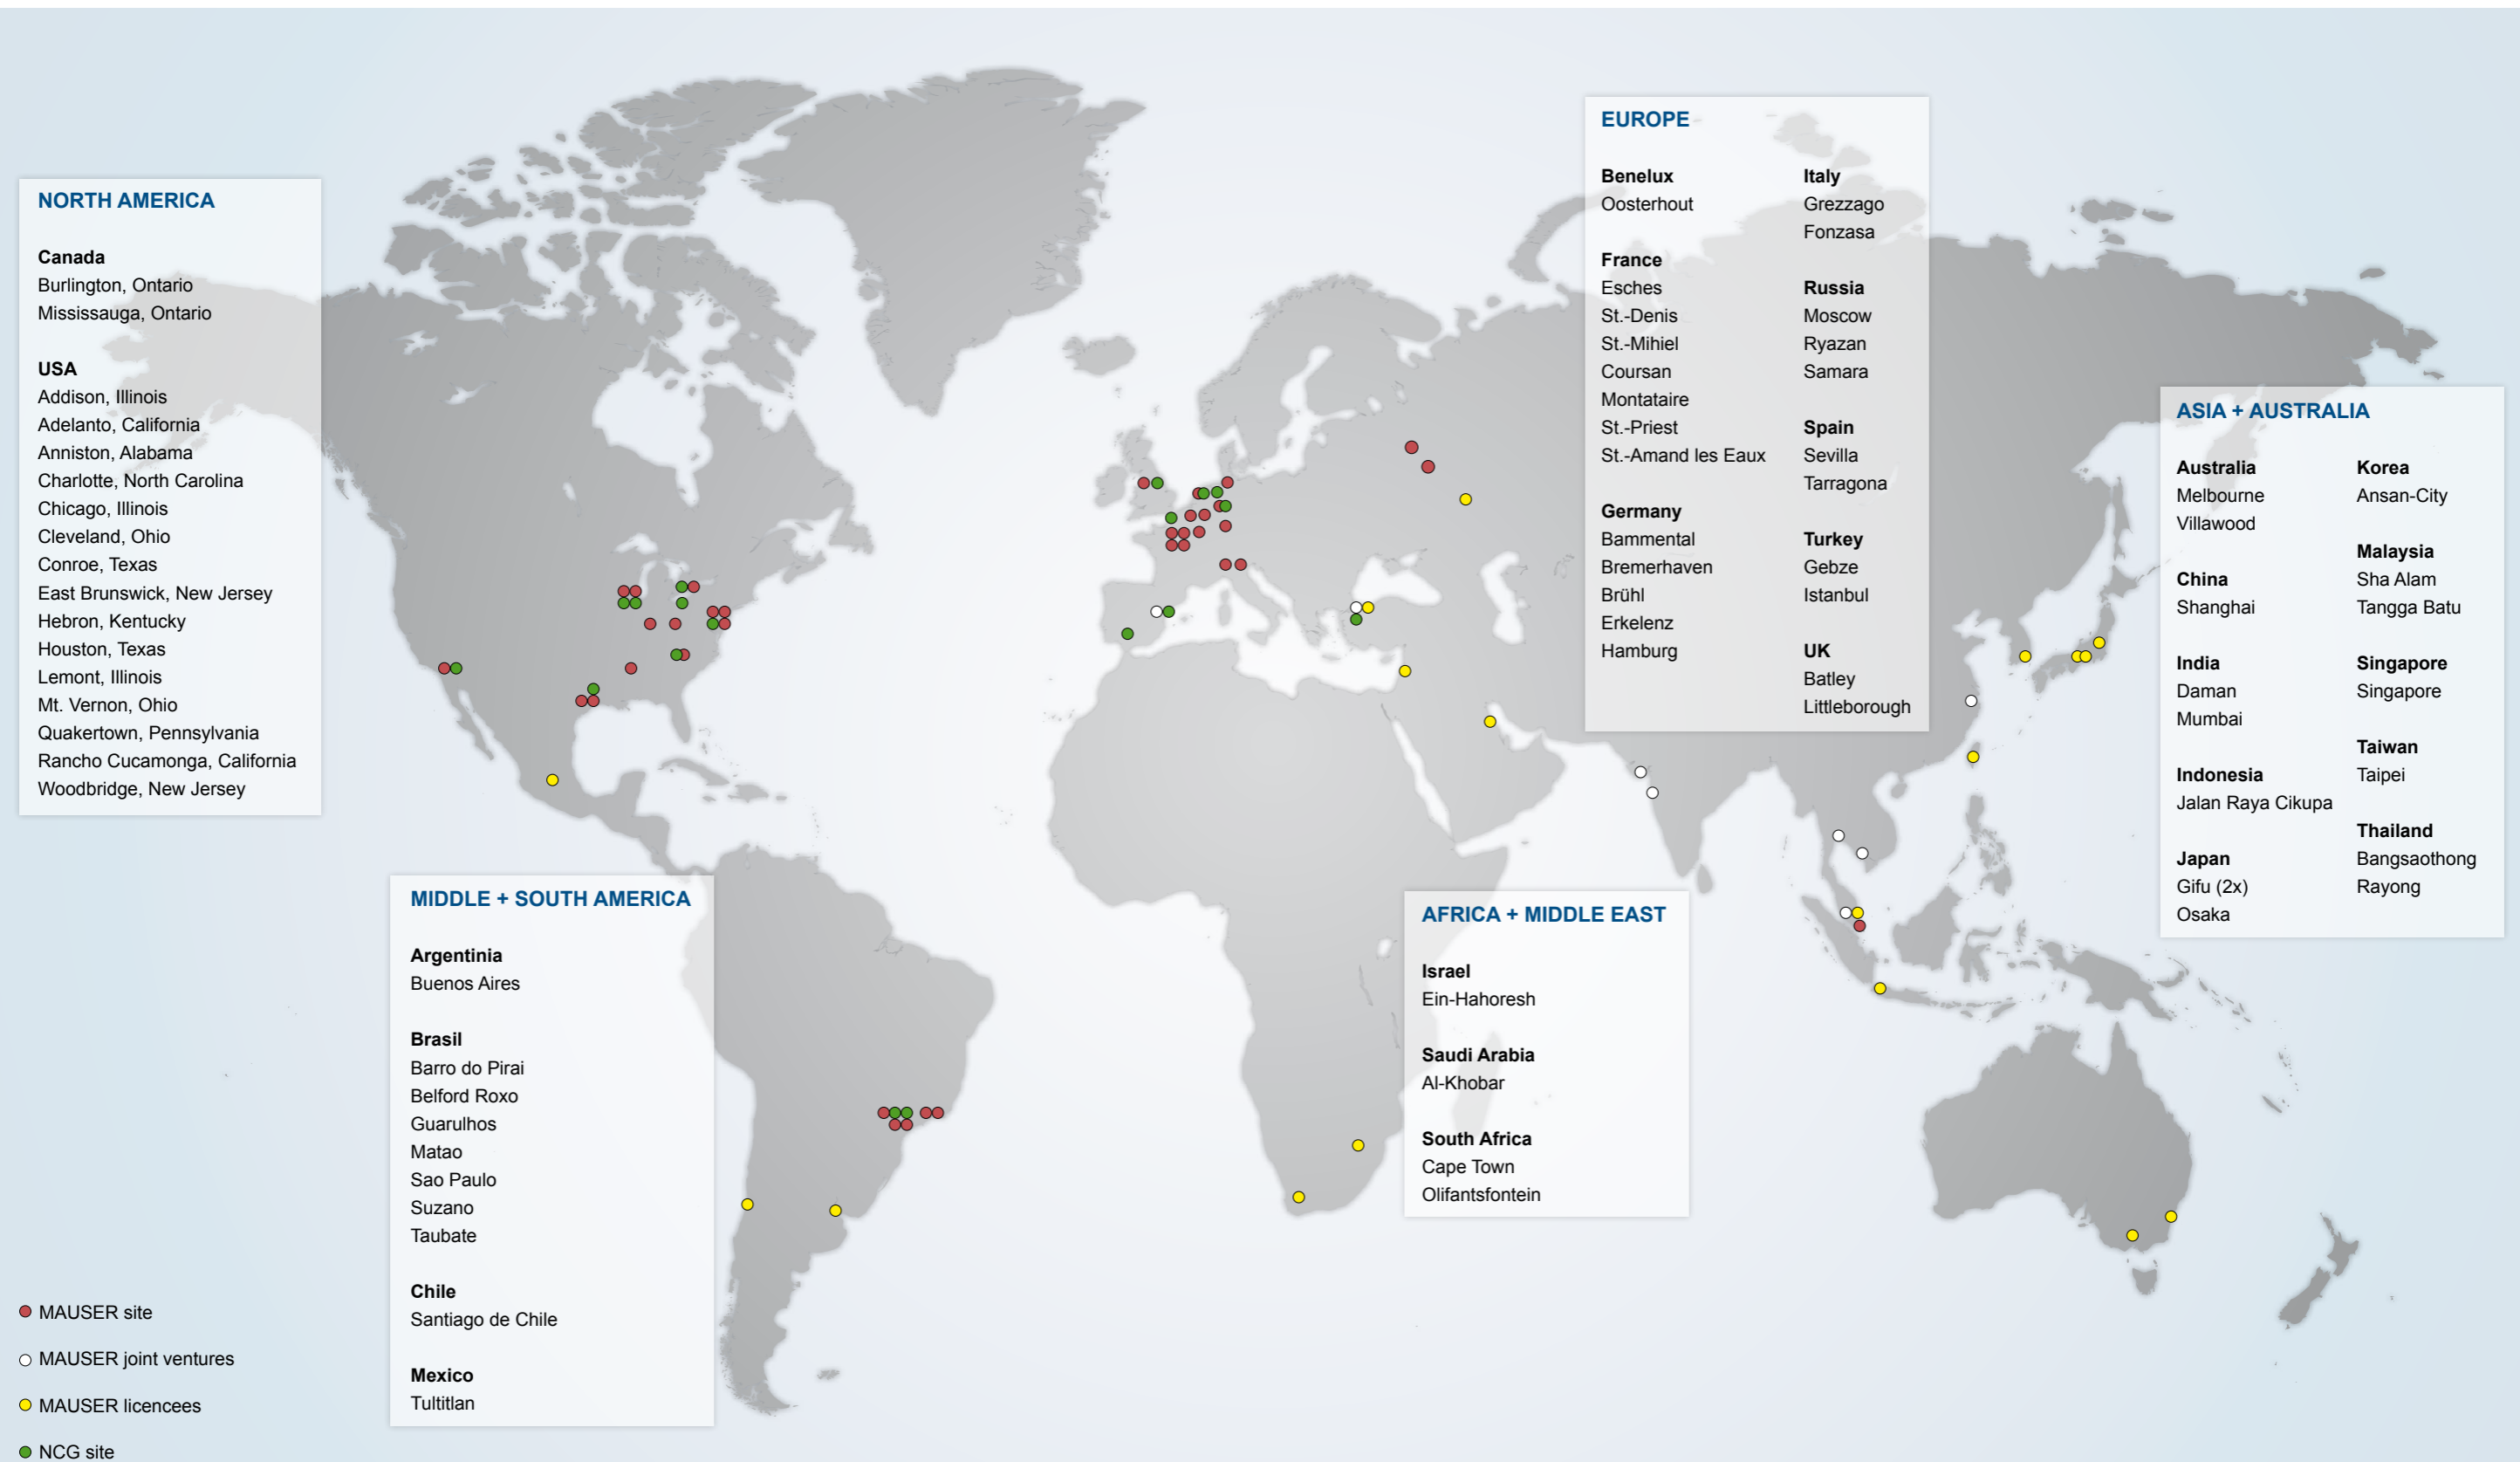 NORTH AMERICA
Canada
Burlington, Ontario
Mississauga, Ontario
USA
Addison, Illinois
Adelanto, California
Anniston, Alabama
Charlotte, North Carolina
Chicago, Illinois
Cleveland, Ohio
Conroe, Texas
East Brunswick, New Jersey
Hebron, Kentucky
Houston, Texas
Lemont, Illinois
Mt. Vernon, Ohio
Quakertown, Pennsylvania
Rancho Cucamonga, California
Woodbridge, New Jersey
MIDDLE + SOUTH AMERICA
Argentinia
Buenos Aires
Brasil
Barro do Pirai
Belford Roxo
Guarulhos
Matao
Sao Paulo
Suzano
Taubate
Chile
Santiago de Chile
Mexico
Tultitlan
EUROPE
Benelux
Oosterhout
France
Esches
St.-Denis
St.-Mihiel
Coursan
Montataire
St.-Priest
St.-Amand les Eaux
Germany
Bammental
Bremerhaven
Brühl
Erkelenz
Hamburg
Italy
Grezzago
Fonzasa
Russia
Moscow
Ryazan
Samara
Spain
Sevilla
Tarragona
Turkey
Gebze
Istanbul
UK
Batley
Littleborough
AFRICA + MIDDLE EAST
Israel
Ein-Hahoresh
Saudi Arabia
Al-Khobar
South Africa
Cape Town
Olifantsfontein
ASIA + AUSTRALIA
Australia
Melbourne
Villawood
China
Shanghai
India
Daman
Mumbai
Indonesia
Jalan Raya Cikupa
Japan
Gifu (2x)
Osaka
Korea
Ansan-City
Malaysia
Sha Alam
Tangga Batu
Singapore
Singapore
Taiwan
Taipei
Thailand
Bangsaothong
Rayong
MAUSER site
MAUSER joint ventures
MAUSER licencees
NCG site